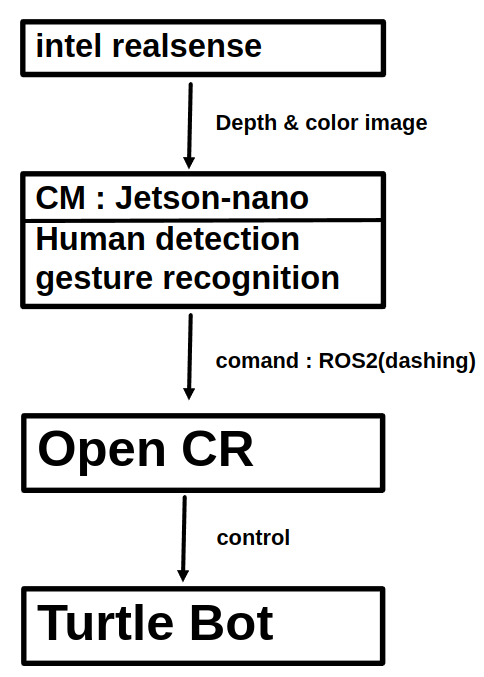 intel realsense
Depth & color image
CM : Jetson-nano
Human detection
gesture recognition
comand : ROS2(dashing)
Open CR
control
Turtle Bot